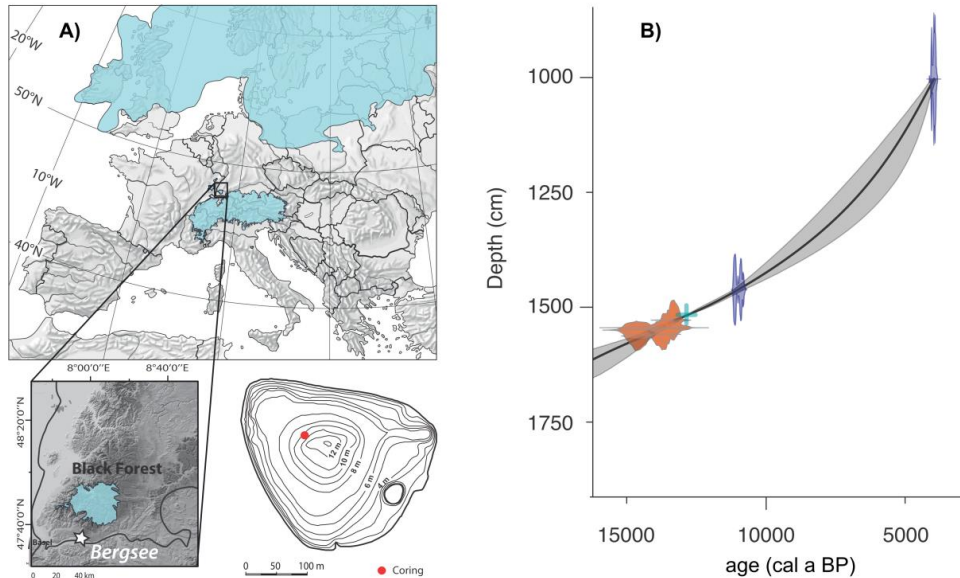 A)
20°W
50°N
10°W
40°N
8°00'0"E
8°40'0"E
48°20'0"N
47°40'0"N
Black Forest
Basel
Bergsee
0 20 40 km
12 m
10 m
8 m
6 m
4 m
0 50 100 m
Coring
B)
Depth (cm)
1000
1250
1500
1750
15000 10000 5000
age (cal a BP)